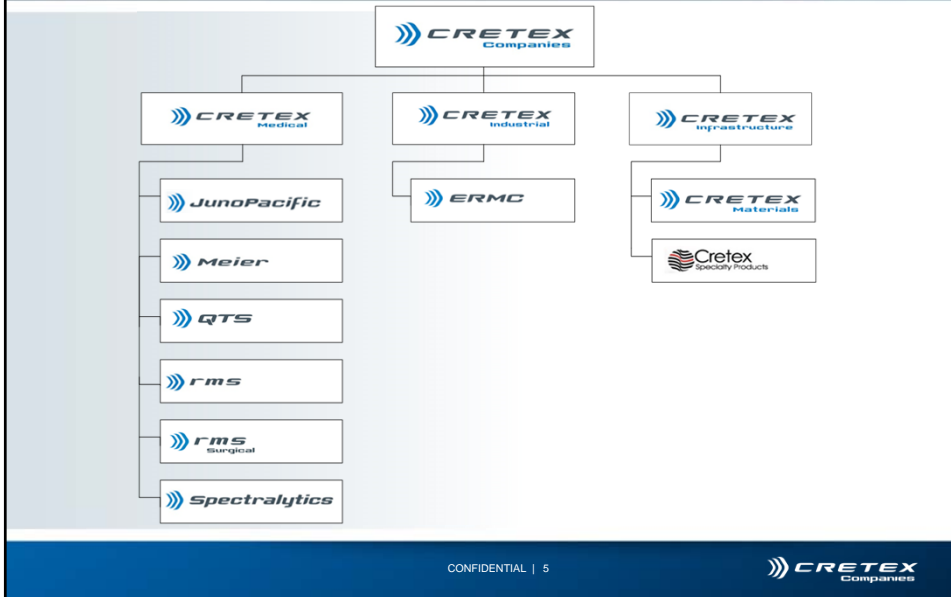 CRETEX
Companies
CRETEX
Medical
CRETEX
Industrial
CRETEX
Infrastructure
JunoPacific
ERMC
CRETEX
Materials
Meier
Cretex
Specialty Products
QTS
rms
rms
Surgical
Spectralytics
CONFIDENTIAL | 5
CRETEX
Companies